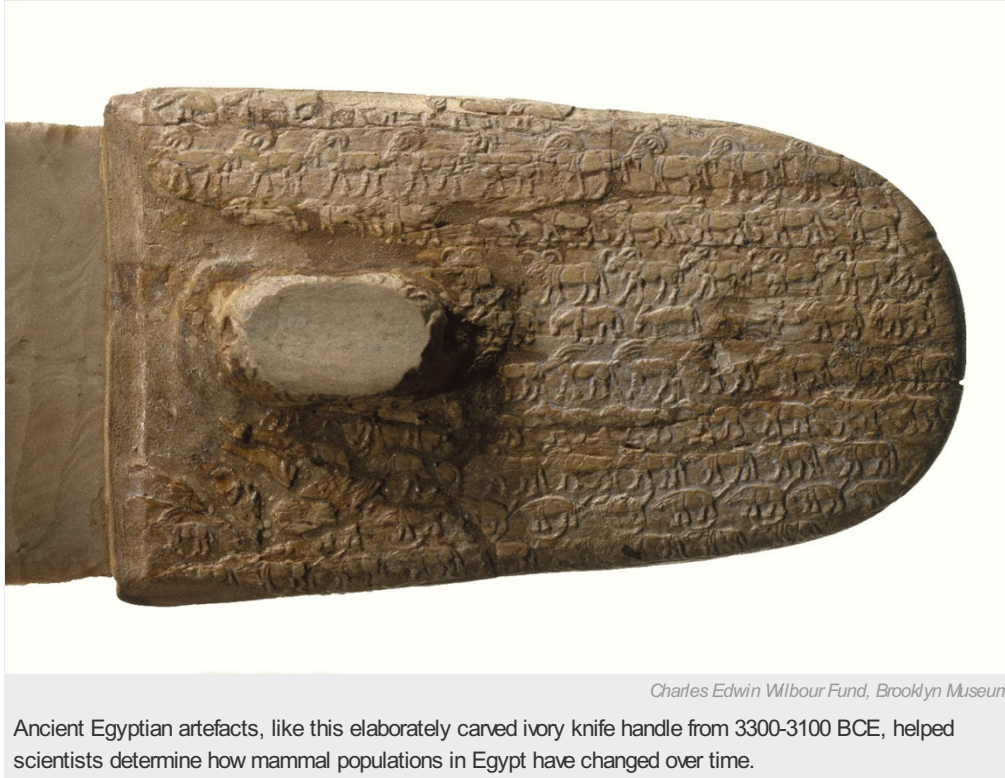 Charles Edwin Wilbour Fund, Brooklyn Museum
Ancient Egyptian artefacts, like this elaborately carved ivory knife handle from 3300-3100 BCE, helped
scientists determine how mammal populations in Egypt have changed over time.